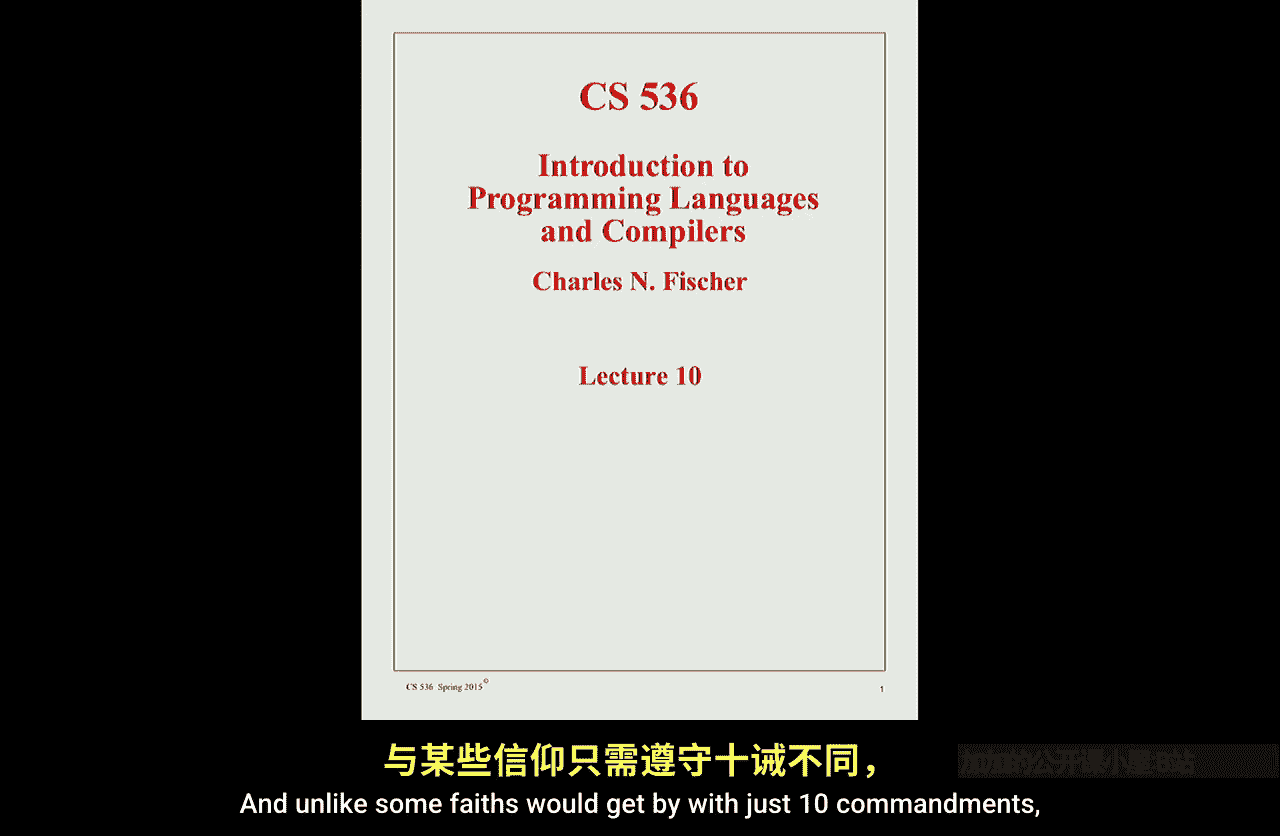 CS 536
Introduction to
Programming Languages
and Compilers
Charles N. Fischer
Lecture 10
CS 536 Spring 2015©
1
与某些信仰只需遵守十诫不同，
And unlike some faiths would get by with just 10 commandments,